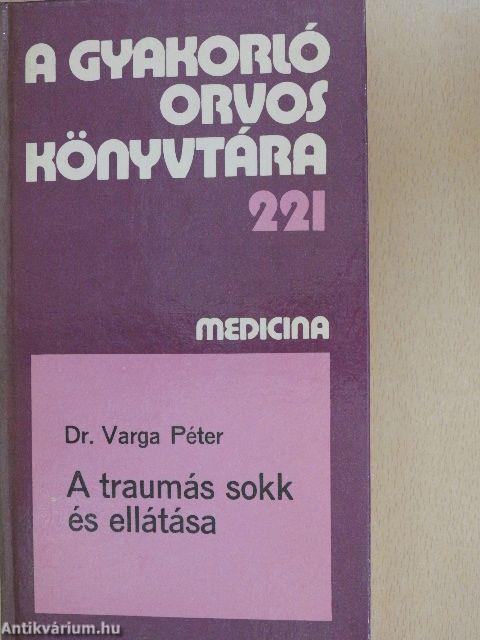 A GYAKORLÓ
ORVOS
KÖNYVTÁRA
221
MEDICINA
Dr. Varga Péter
A traumás sokk
és ellátása
Antikvárium.hu